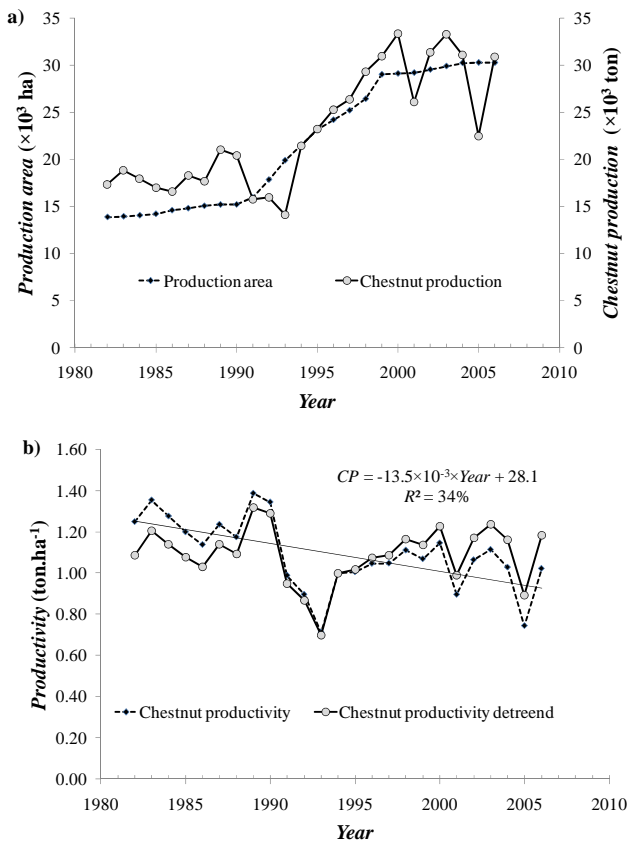 a)
Production area (×10³ ha)
35
30
25
20
15
10
5
0
Chestnut production (×10³ ton)
35
30
25
20
15
10
5
0
Production area
Chestnut production
1980 1985 1990 1995 2000 2005 2010
Year
b)
Productivity (ton.ha⁻¹)
1.60
1.40
1.20
1.00
0.80
0.60
0.40
0.20
0.00
CP = -13.5×10⁻³×Year + 28.1
R² = 34%
Chestnut productivity
Chestnut productivity detreend
1980 1985 1990 1995 2000 2005 2010
Year